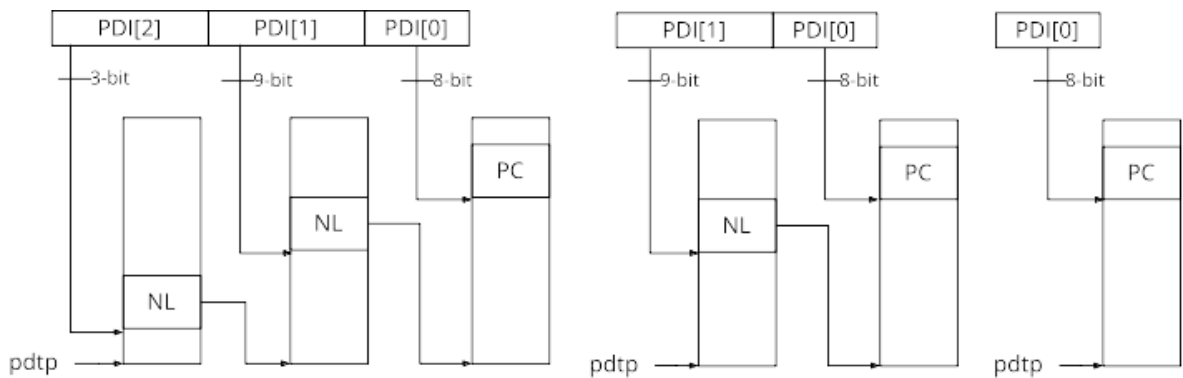 PDI[2] PDI[1] PDI[0]
3-bit 9-bit 8-bit
PC
NL
NL
pdtp
PDI[1] PDI[0]
9-bit 8-bit
PC
NL
pdtp
PDI[0]
8-bit
PC
pdtp